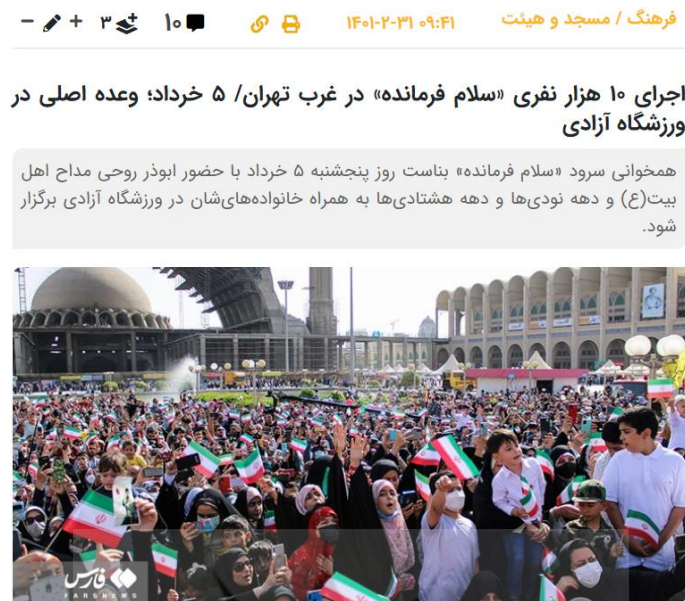 فرهنگ / مسجد و هیئت
۱۴۰۱-۲-۳۱ ۰۹:۴۱
۱۰
۳
اجرای ۱۰ هزار نفری «سلام فرمانده» در غرب تهران/ ۵ خرداد؛ وعده اصلی در
ورزشگاه آزادی
همخوانی سرود «سلام فرمانده» بناست روز پنجشنبه ۵ خرداد با حضور ابوذر روحی مداح اهل
بیت(ع) و دهه نودی‌ها و دهه هشتادی‌ها به همراه خانواده‌های‌شان در ورزشگاه آزادی برگزار
شود.
فارس
FARSNEWS